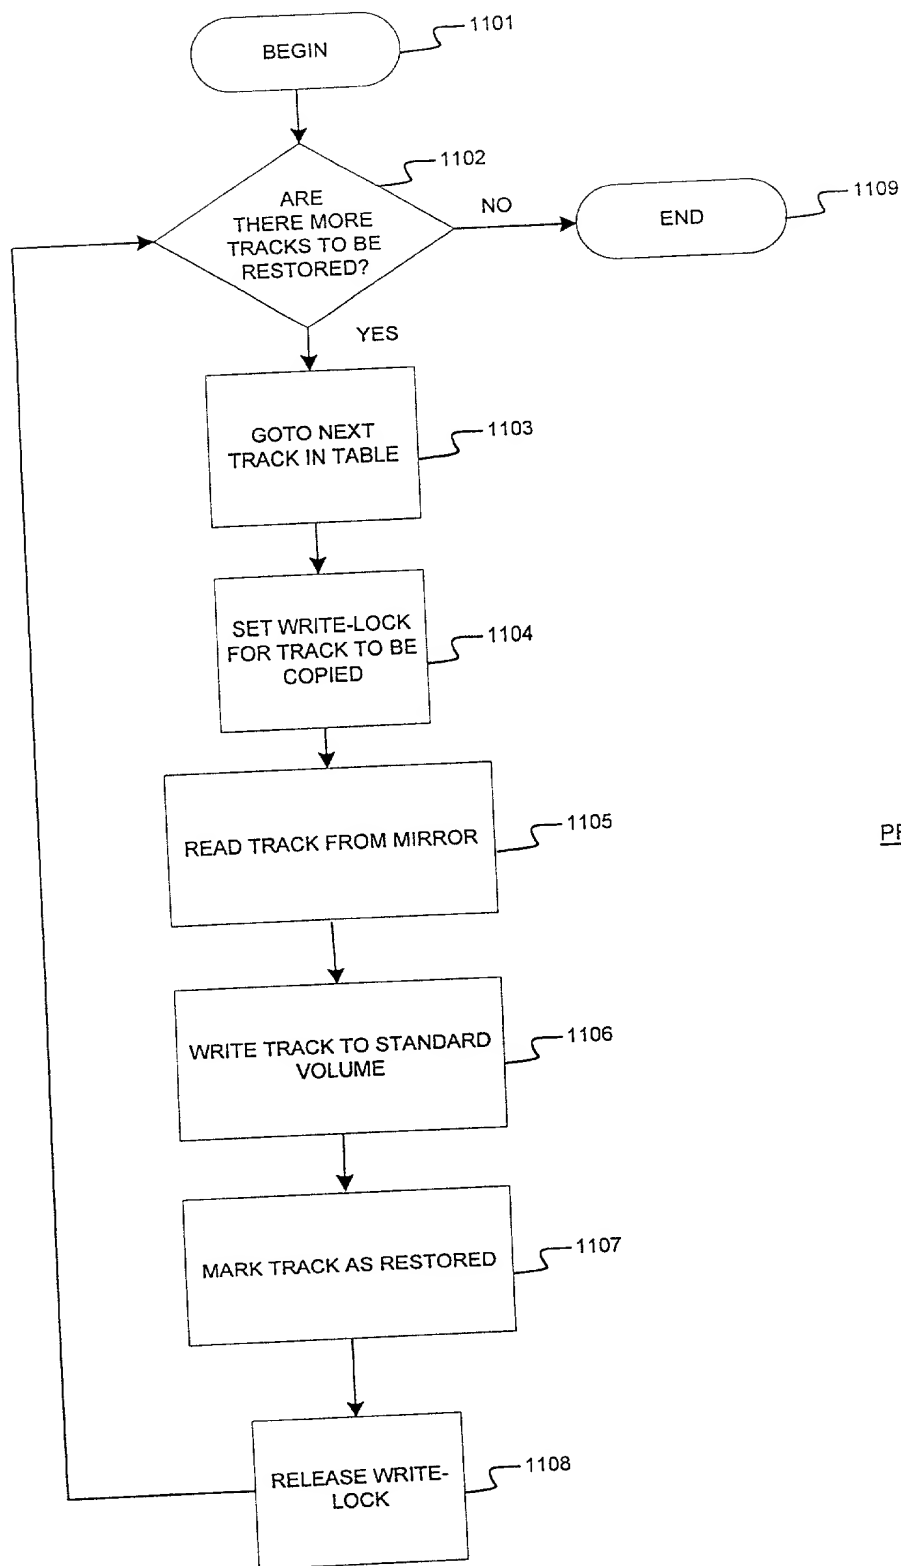 BEGIN
1101
ARE
THERE MORE
TRACKS TO BE
RESTORED?
1102
NO
END
1109
YES
GOTO NEXT
TRACK IN TABLE
1103
SET WRITE-LOCK
FOR TRACK TO BE
COPIED
1104
READ TRACK FROM MIRROR
1105
WRITE TRACK TO STANDARD
VOLUME
1106
MARK TRACK AS RESTORED
1107
RELEASE WRITE-
LOCK
1108